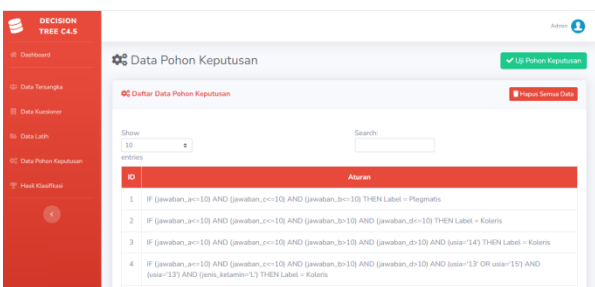 DECISION
TREE C4.5
Admin
Dashboard
Data Tersangka
Data Kuesioner
Data Latih
Data Pohon Keputusan
Hasil Klasifikasi
Data Pohon Keputusan
Uji Pohon Keputusan
Daftar Data Pohon Keputusan
Hapus Semua Data
Show
10
entries
Search:
ID Aturan
1 IF (jawaban_a<=10) AND (jawaban_c<=10) AND (jawaban_b<=10) THEN Label = Plegmatis
2 IF (jawaban_a<=10) AND (jawaban_c<=10) AND (jawaban_b>10) AND (jawaban_d<=10) THEN Label = Koleris
3 IF (jawaban_a<=10) AND (jawaban_c<=10) AND (jawaban_b>10) AND (jawaban_d>10) AND (usia='14') THEN Label = Koleris
4 IF (jawaban_a<=10) AND (jawaban_c<=10) AND (jawaban_b>10) AND (jawaban_d>10) AND (usia='13' OR usia='15') AND
(usia='13') AND (jenis_kelamin='L') THEN Label = Koleris